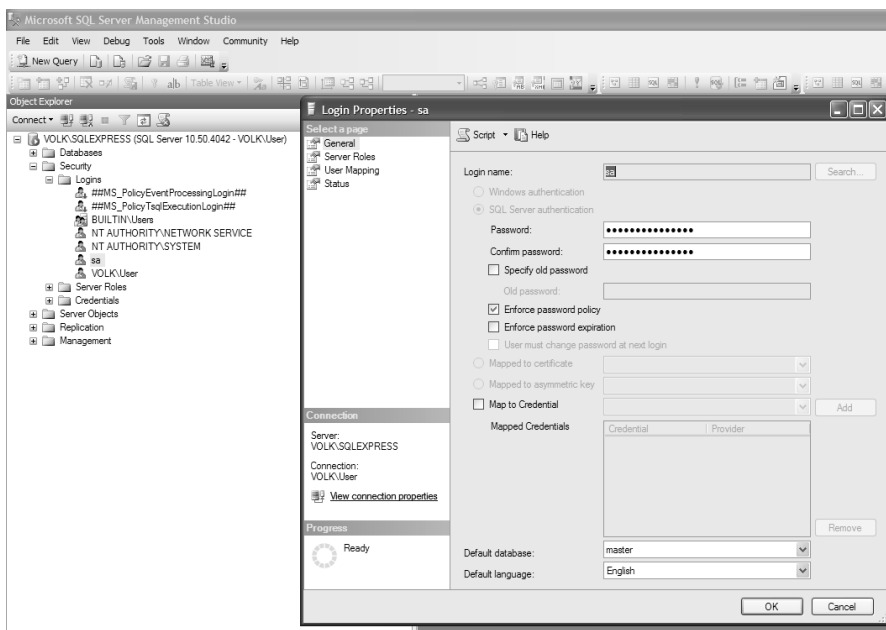 Microsoft SQL Server Management Studio
File Edit View Debug Tools Window Community Help
New Query
Table View
Object Explorer
Connect
VOLK\SQLEXPRESS (SQL Server 10.50.4042 - VOLK\User)
Databases
Security
Logins
##MS_PolicyEventProcessingLogin##
##MS_PolicyTsqlExecutionLogin##
BUILTIN\Users
NT AUTHORITY\NETWORK SERVICE
NT AUTHORITY\SYSTEM
sa
VOLK\User
Server Roles
Credentials
Server Objects
Replication
Management
Login Properties - sa
Select a page
General
Server Roles
User Mapping
Status
Connection
Server:
VOLK\SQLEXPRESS
Connection:
VOLK\User
View connection properties
Progress
Ready
Script Help
Login name: sa Search...
Windows authentication
SQL Server authentication
Password: •••••••••••••••
Confirm password: •••••••••••••••
Specify old password
Old password:
Enforce password policy
Enforce password expiration
User must change password at next login
Mapped to certificate
Mapped to asymmetric key
Map to Credential Add
Mapped Credentials Credential Provider
Remove
Default database: master
Default language: English
OK Cancel